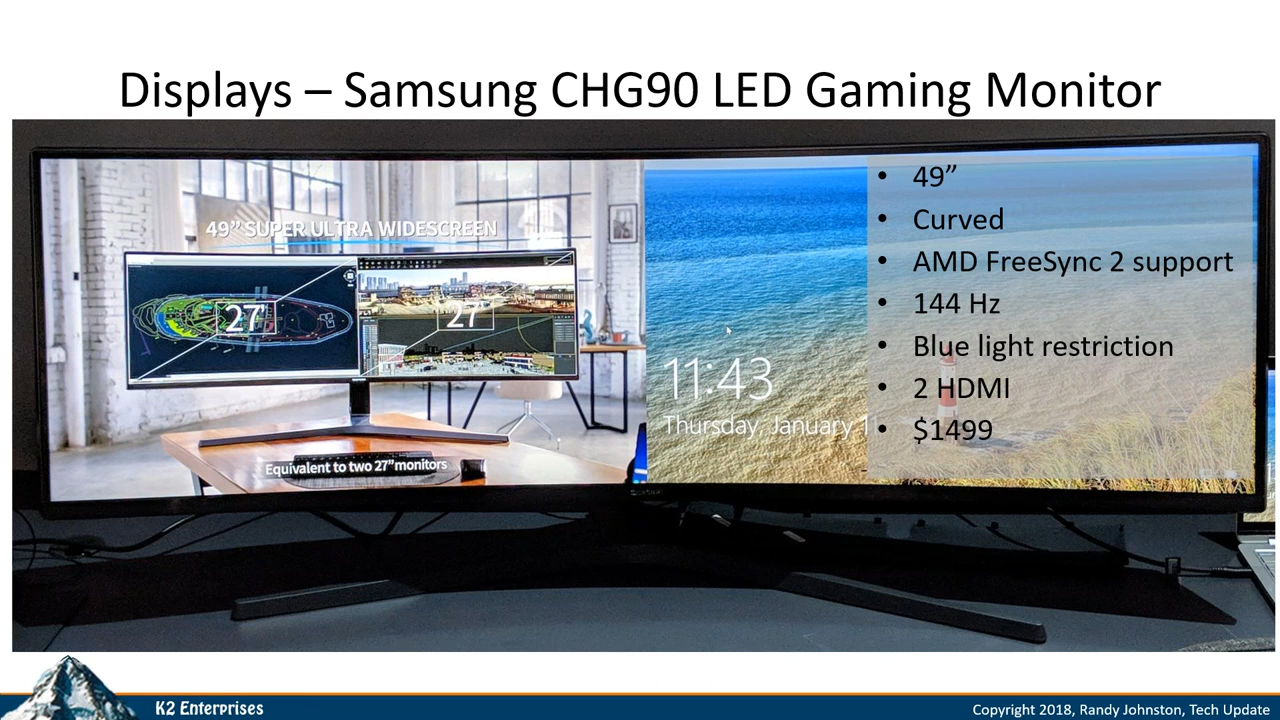 Displays – Samsung CHG90 LED Gaming Monitor
49” SUPER ULTRA WIDESCREEN
27"
27"
Equivalent to two 27” monitors
11:43
Thursday, January 1
• 49”
• Curved
• AMD FreeSync 2 support
• 144 Hz
• Blue light restriction
• 2 HDMI
• $1499
K2 Enterprises
Copyright 2018, Randy Johnston, Tech Update